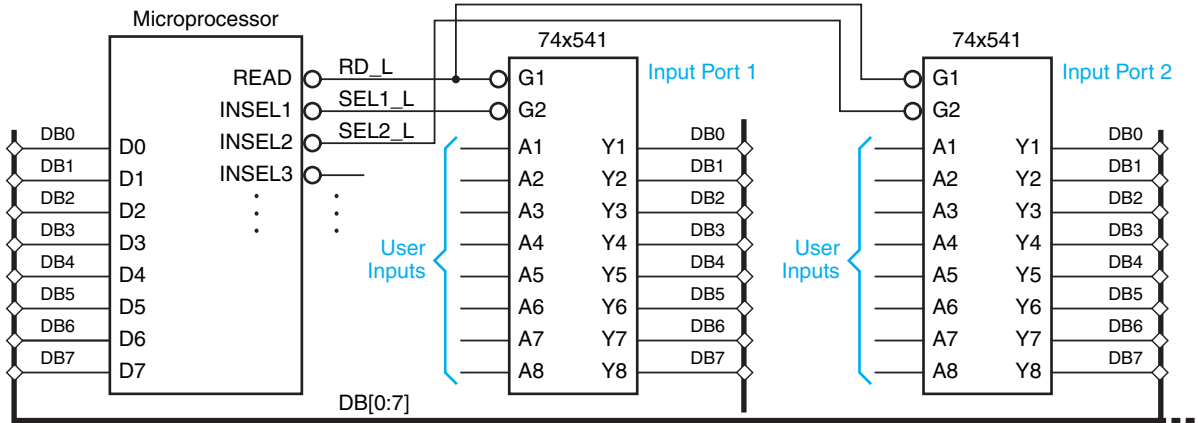 Microprocessor
READ
INSEL1
INSEL2
INSEL3
D0
D1
D2
D3
D4
D5
D6
D7
DB0
DB1
DB2
DB3
DB4
DB5
DB6
DB7
RD_L
SEL1_L
SEL2_L
74x541
Input Port 1
G1
G2
A1
A2
A3
A4
A5
A6
A7
A8
Y1
Y2
Y3
Y4
Y5
Y6
Y7
Y8
User
Inputs
DB0
DB1
DB2
DB3
DB4
DB5
DB6
DB7
74x541
Input Port 2
G1
G2
A1
A2
A3
A4
A5
A6
A7
A8
Y1
Y2
Y3
Y4
Y5
Y6
Y7
Y8
User
Inputs
DB0
DB1
DB2
DB3
DB4
DB5
DB6
DB7
DB[0:7]